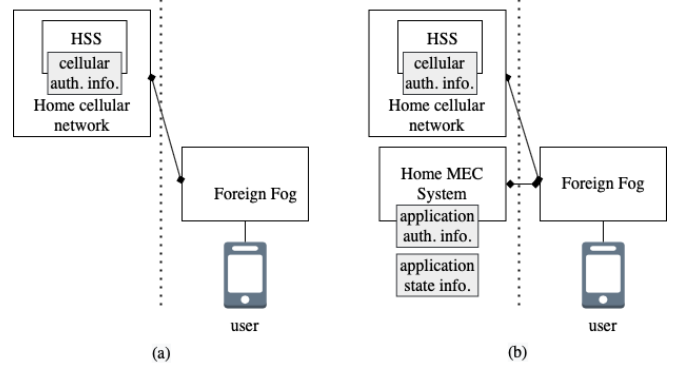 HSS
cellular
auth. info.
Home cellular
network
Foreign Fog
user
(a)
HSS
cellular
auth. info.
Home cellular
network
Home MEC
System
application
auth. info.
application
state info.
Foreign Fog
user
(b)